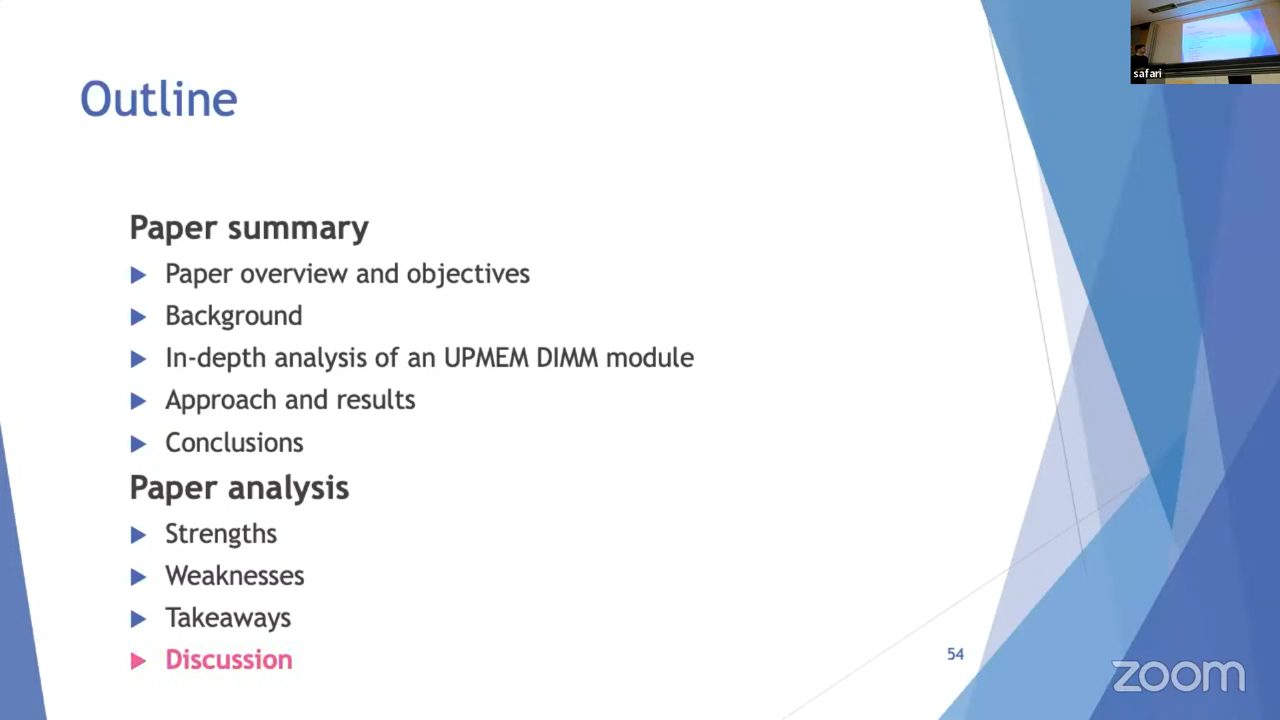 safari
Outline
Paper summary
Paper overview and objectives
Background
In-depth analysis of an UPMEM DIMM module
Approach and results
Conclusions
Paper analysis
Strengths
Weaknesses
Takeaways
Discussion
54
zoom